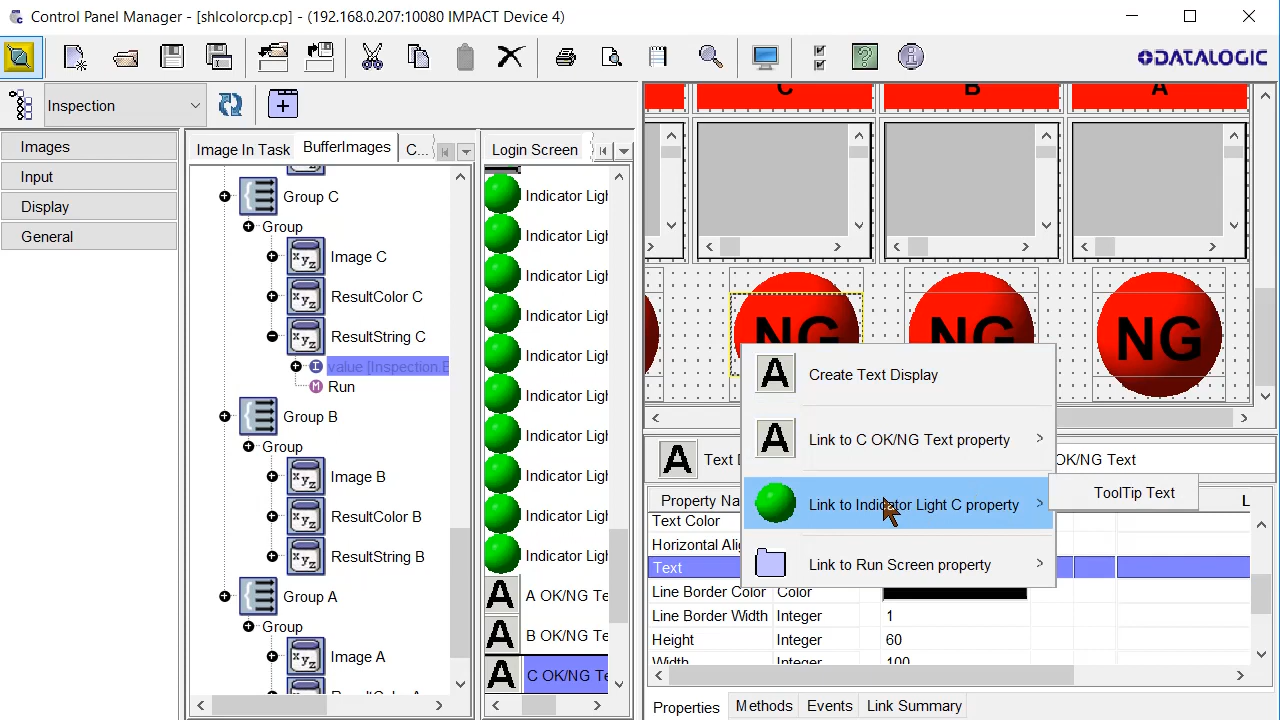 Control Panel Manager - [shlcolorcp.cp] - (192.168.0.207:10080 IMPACT Device 4)
DATALOGIC
Inspection
Images
Input
Display
General
Image In Task
BufferImages
C...
Group C
Group
Image C
ResultColor C
ResultString C
value [Inspection
Run
Group B
Group
Image B
ResultColor B
ResultString B
Group A
Group
Image A
Login Screen
Indicator Ligh
Indicator Ligh
Indicator Ligh
Indicator Ligh
Indicator Ligh
Indicator Ligh
Indicator Ligh
Indicator Ligh
Indicator Ligh
Indicator Ligh
A OK/NG Te
B OK/NG Te
C OK/NG Te
C
B
A
NG
NG
NG
Create Text Display
Link to C OK/NG Text property
Link to Indicator Light C property
ToolTip Text
Link to Run Screen property
Text
OK/NG Text
Property Na
Text Color
Horizontal Alig
Text
Line Border Color Color
Line Border Width Integer 1
Height Integer 60
Width Integer 100
Properties
Methods
Events
Link Summary